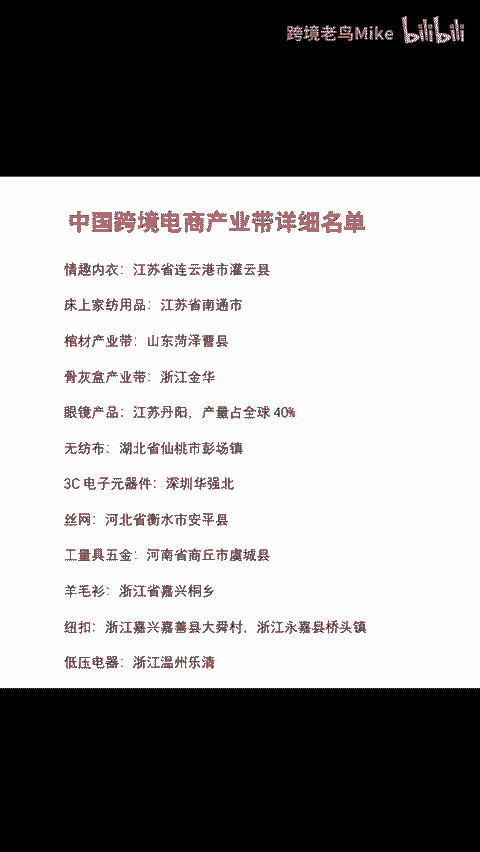 跨境老鸟Mike bilibili
中国跨境电商产业带详细名单
情趣内衣：江苏省连云港市灌云县
床上家纺用品：江苏省南通市
棺材产业带：山东菏泽曹县
骨灰盒产业带：浙江金华
眼镜产品：江苏丹阳，产量占全球 40%
无纺布：湖北省仙桃市彭场镇
3C 电子元器件：深圳华强北
丝网：河北省衡水市安平县
工量具五金：河南省商丘市虞城县
羊毛衫：浙江省嘉兴桐乡
纽扣：浙江嘉兴嘉善县大舜村，浙江永嘉县桥头镇
低压电器：浙江温州乐清